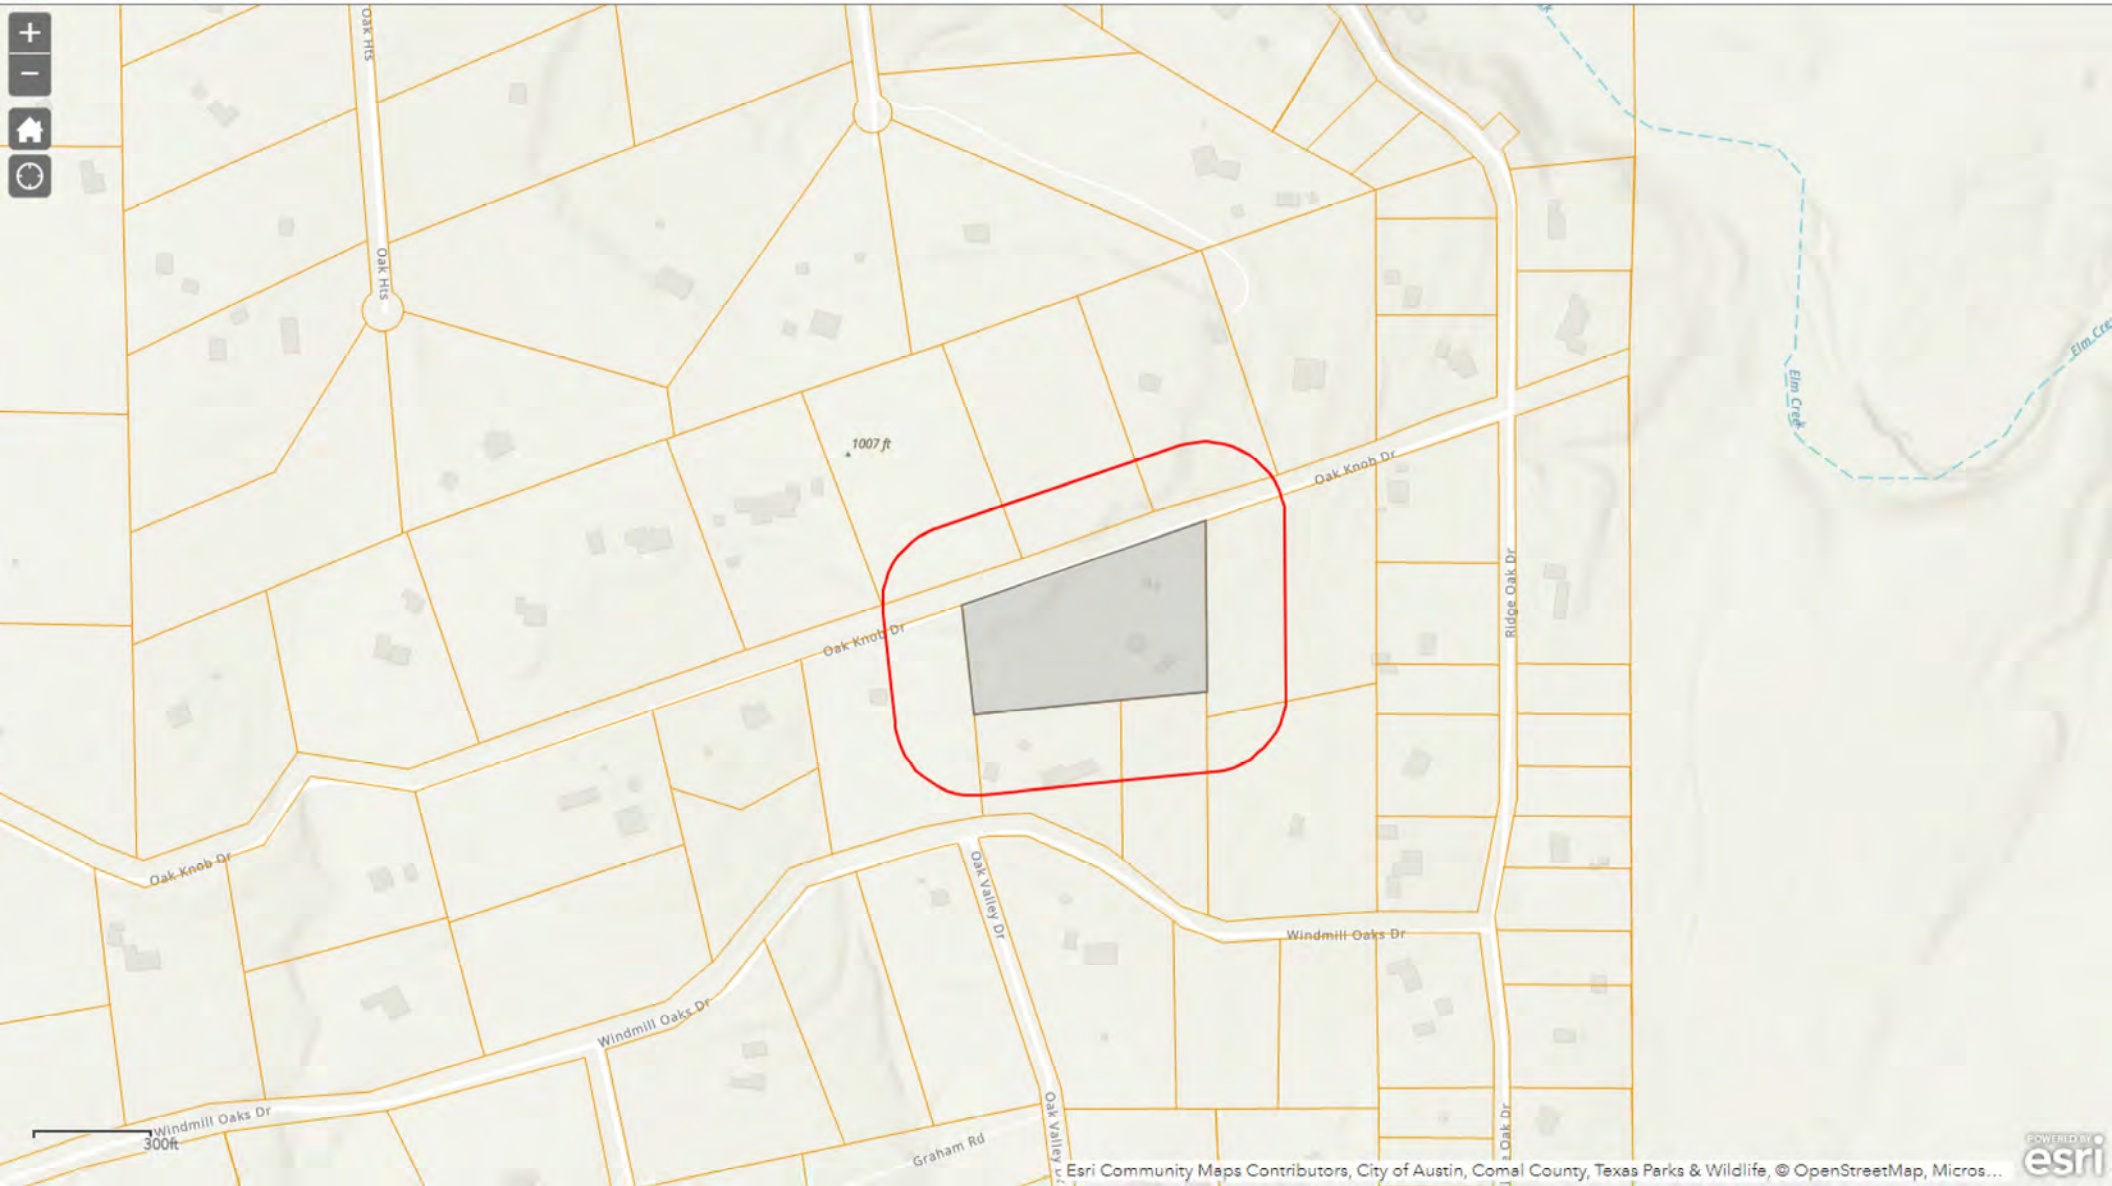 +
−
Oak Hts
Oak Hts
Elm Creek
Elm Cre
1007 ft
Oak Knob Dr
Ridge Oak Dr
Oak Knob Dr
Oak Knob Dr
Oak Valley Dr
Windmill Oaks Dr
Windmill Oaks Dr
Windmill Oaks Dr
Oak Valley D
Oak Dr
Graham Rd
300ft
POWERED BY
esri
Esri Community Maps Contributors, City of Austin, Comal County, Texas Parks & Wildlife, © OpenStreetMap, Micros...